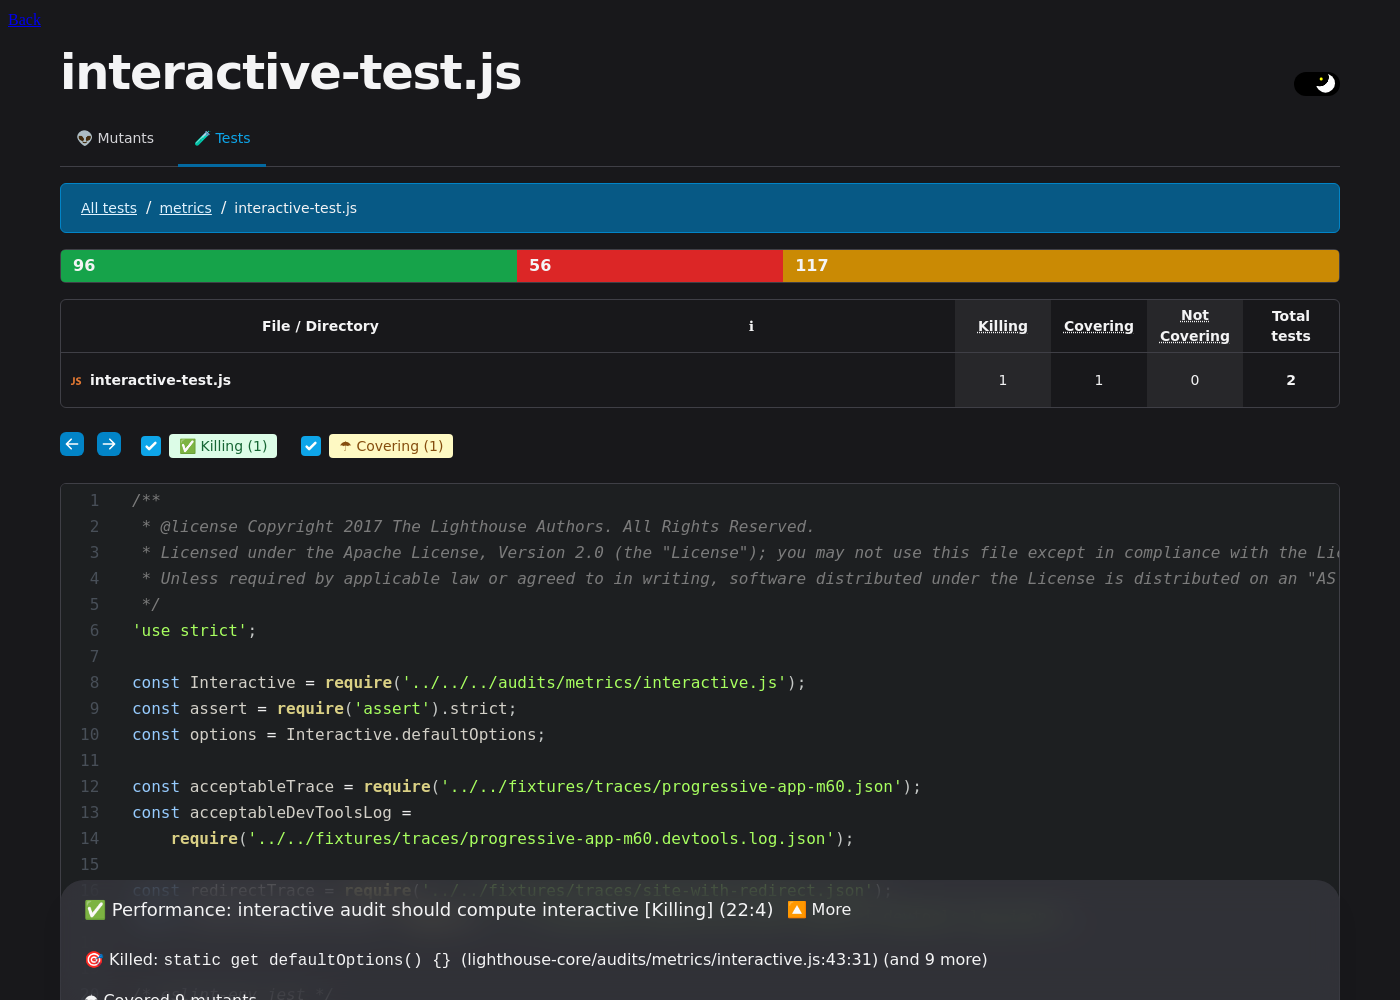 Back
interactive-test.js
👽 Mutants 🧪 Tests
All tests / metrics / interactive-test.js
96 56 117
File / Directory ℹ Killing Covering Not Covering Total tests
JS interactive-test.js 1 1 0 2
✅ Killing (1) ☂ Covering (1)
1 /**
2  * @license Copyright 2017 The Lighthouse Authors. All Rights Reserved.
3  * Licensed under the Apache License, Version 2.0 (the "License"); you may not use this file except in compliance with the Lic
4  * Unless required by applicable law or agreed to in writing, software distributed under the License is distributed on an "AS
5  */
6 'use strict';
7
8 const Interactive = require('../../../audits/metrics/interactive.js');
9 const assert = require('assert').strict;
10 const options = Interactive.defaultOptions;
11
12 const acceptableTrace = require('../../fixtures/traces/progressive-app-m60.json');
13 const acceptableDevToolsLog =
14     require('../../fixtures/traces/progressive-app-m60.devtools.log.json');
15
16 const redirectTrace = require('../../fixtures/traces/site-with-redirect.json');
✅ Performance: interactive audit should compute interactive [Killing] (22:4) 🔼 More
🎯 Killed: static get defaultOptions() {} (lighthouse-core/audits/metrics/interactive.js:43:31) (and 9 more)
☂ Covered 9 mutants